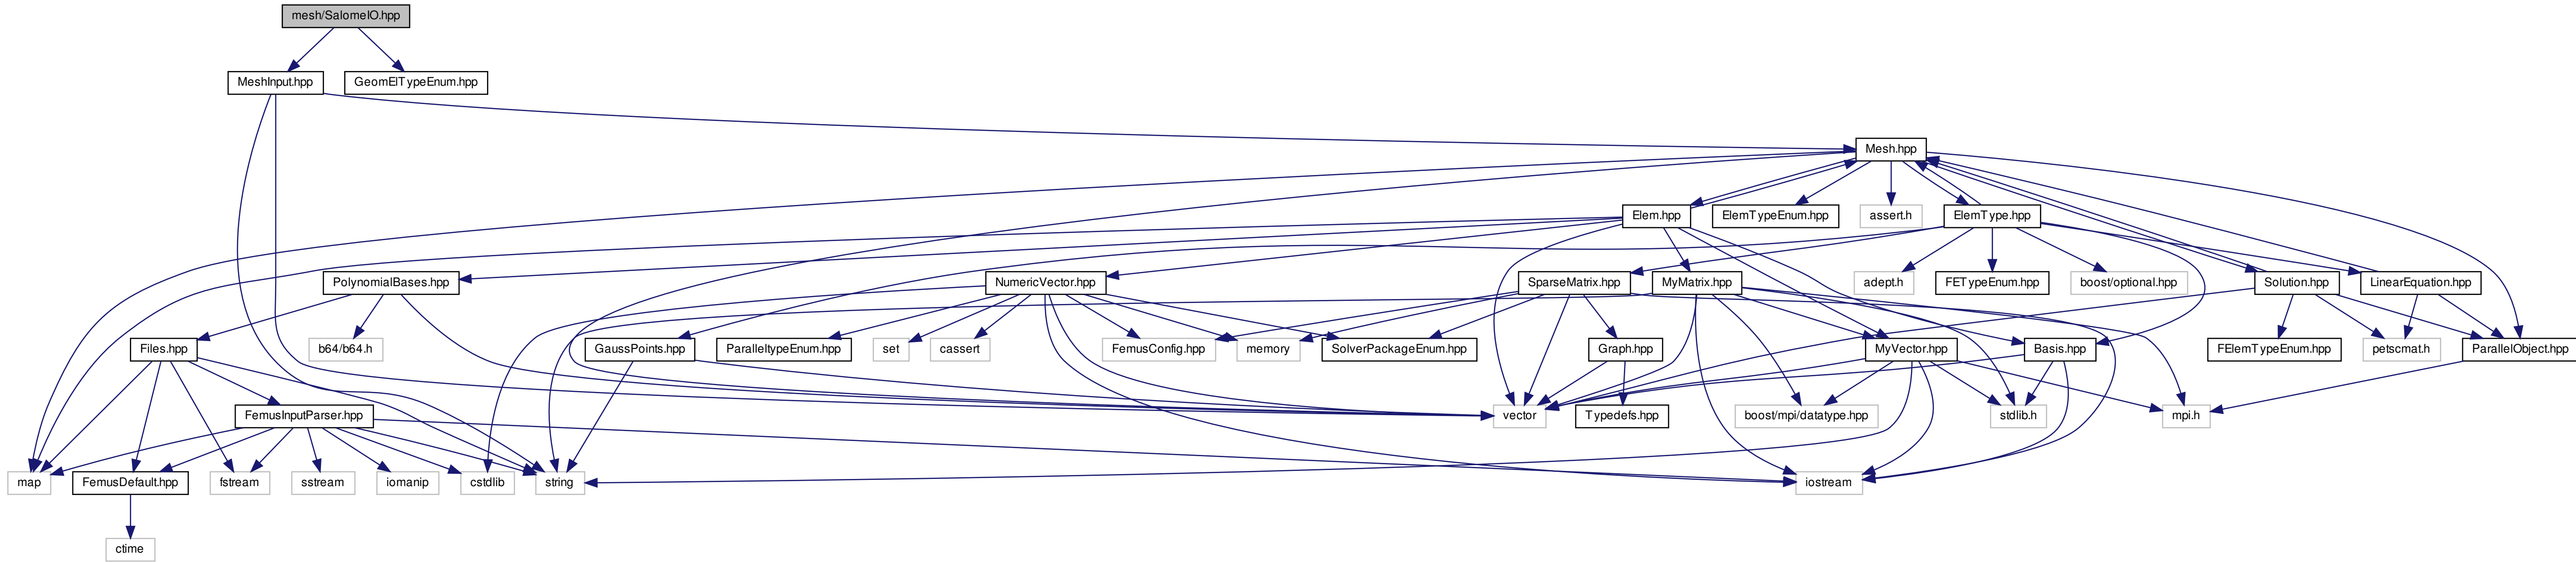 mesh/SalomeIO.hpp
MeshInput.hpp
GeomElTypeEnum.hpp
Mesh.hpp
Elem.hpp
ElemTypeEnum.hpp
assert.h
ElemType.hpp
PolynomialBases.hpp
NumericVector.hpp
SparseMatrix.hpp
MyMatrix.hpp
adept.h
FETypeEnum.hpp
boost/optional.hpp
Solution.hpp
LinearEquation.hpp
Files.hpp
b64/b64.h
GaussPoints.hpp
ParalleltypeEnum.hpp
set
cassert
FemusConfig.hpp
memory
SolverPackageEnum.hpp
Graph.hpp
MyVector.hpp
Basis.hpp
FElemTypeEnum.hpp
petscmat.h
ParallelObject.hpp
FemusInputParser.hpp
vector
Typedefs.hpp
boost/mpi/datatype.hpp
stdlib.h
mpi.h
map
FemusDefault.hpp
fstream
sstream
iomanip
cstdlib
string
iostream
ctime